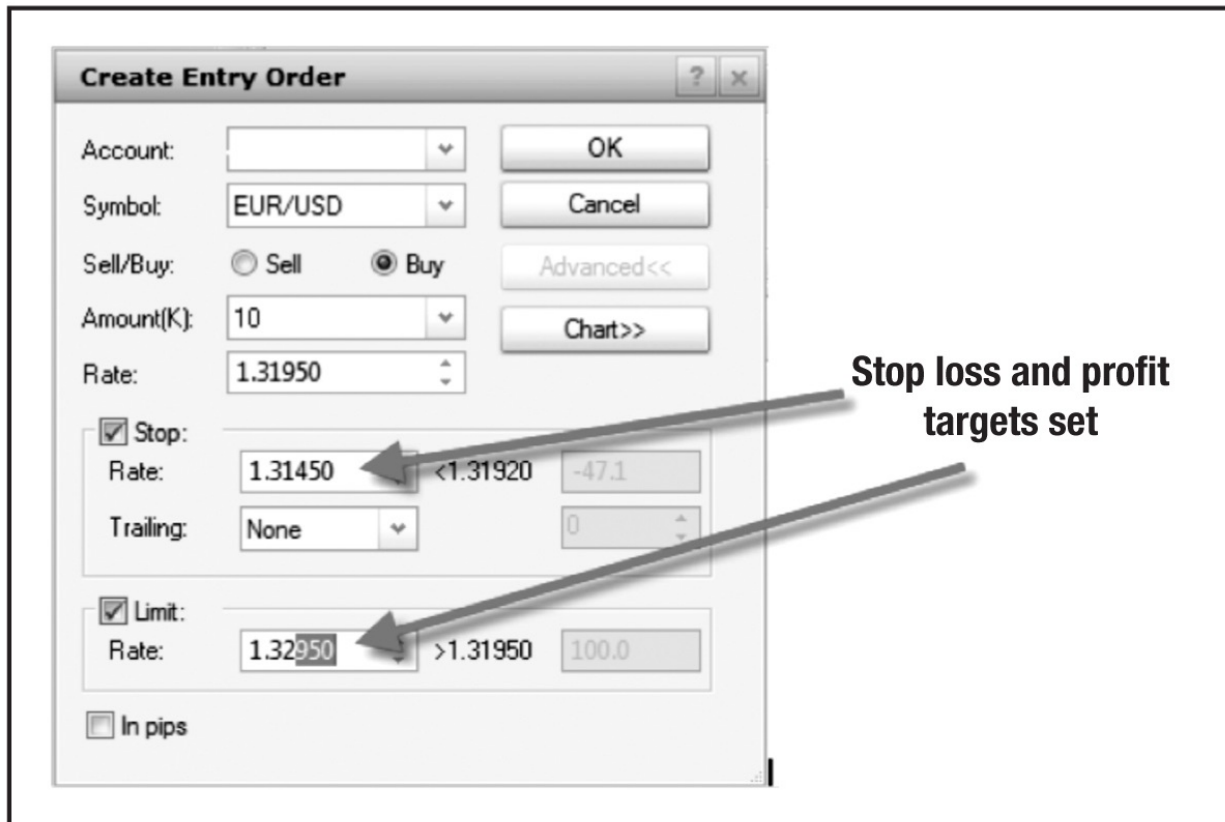 Create Entry Order
?
x
Account:
OK
Symbol:
EUR/USD
Cancel
Sell/Buy:
Sell
Buy
Advanced<<
Amount(K):
10
Chart>>
Rate:
1.31950
Stop:
Rate:
1.31450
<1.31920
-47.1
Trailing:
None
0
Limit:
Rate:
1.32950
>1.31950
100.0
In pips
Stop loss and profit
targets set